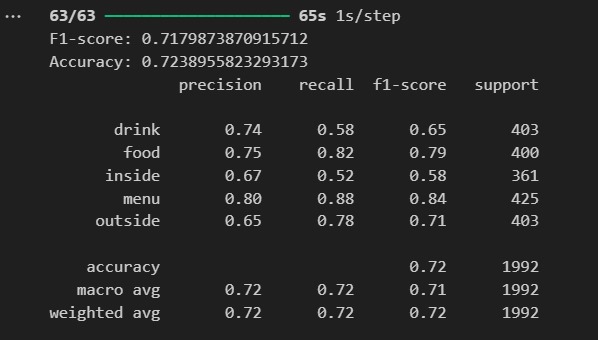 ... 63/63 ━━━━━━━━━━━━━━━━━━━━ 65s 1s/step
F1-score: 0.7179873870915712
Accuracy: 0.7238955823293173
precision recall f1-score support
drink 0.74 0.58 0.65 403
food 0.75 0.82 0.79 400
inside 0.67 0.52 0.58 361
menu 0.80 0.88 0.84 425
outside 0.65 0.78 0.71 403
accuracy 0.72 1992
macro avg 0.72 0.72 0.71 1992
weighted avg 0.72 0.72 0.72 1992